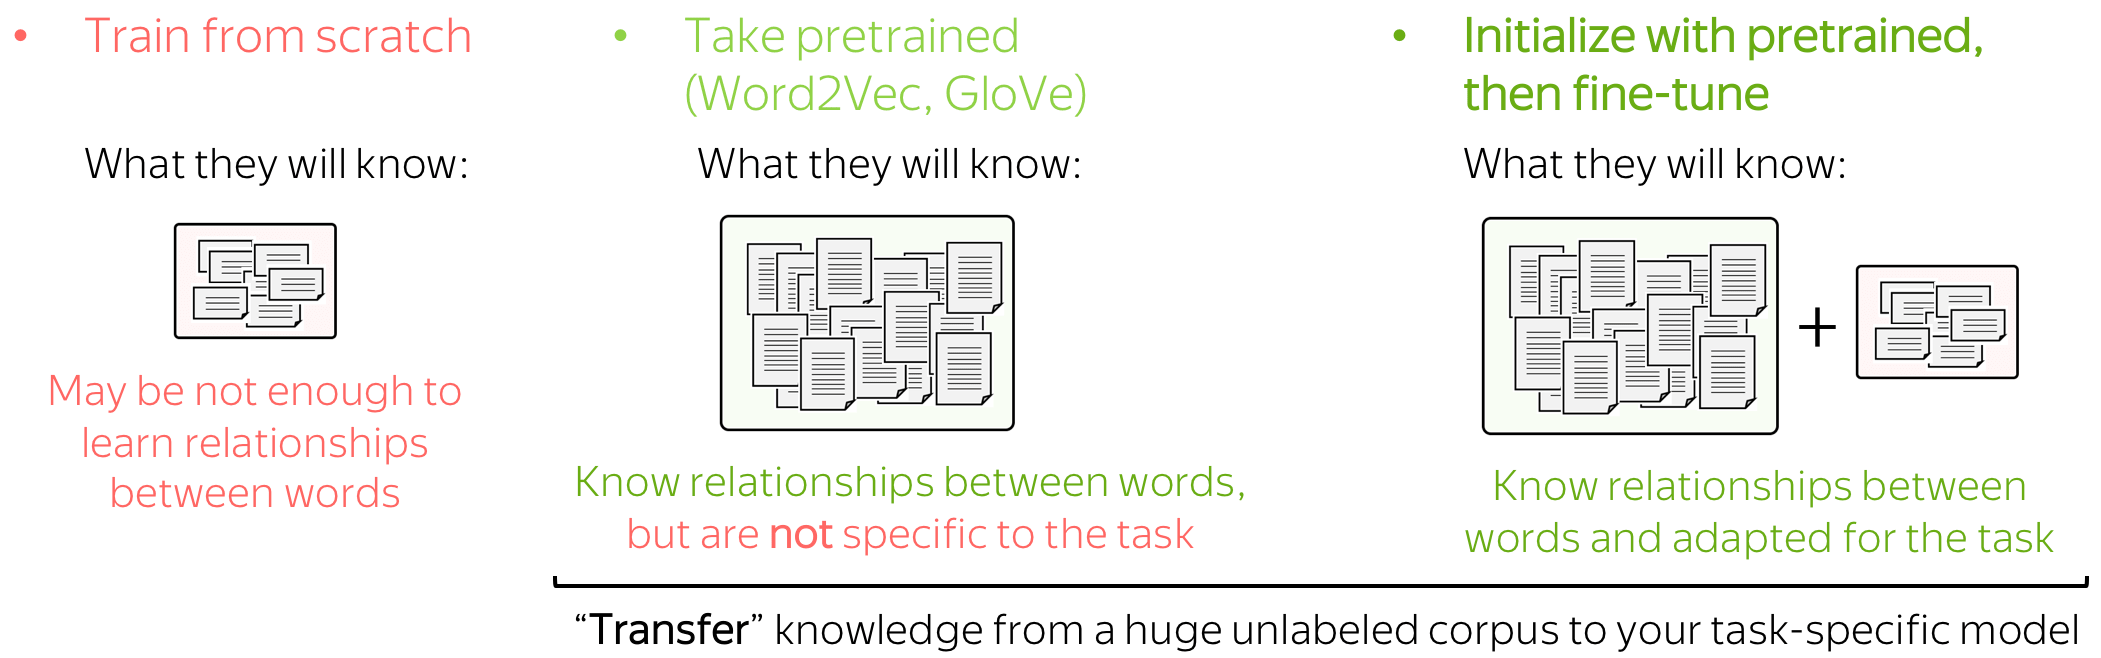 • Train from scratch
What they will know:
May be not enough to
learn relationships
between words
• Take pretrained
(Word2Vec, GloVe)
What they will know:
Know relationships between words,
but are not specific to the task
• Initialize with pretrained,
then fine-tune
What they will know:
+
Know relationships between
words and adapted for the task
“Transfer” knowledge from a huge unlabeled corpus to your task-specific model